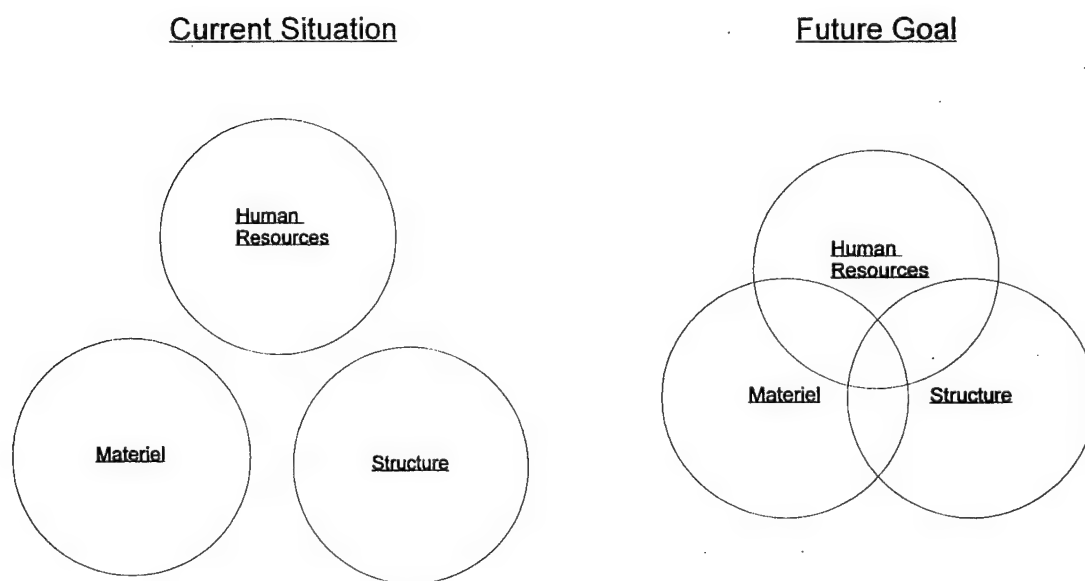 Current Situation
Future Goal
Human
Resources
Materiel
Structure
Human
Resources
Materiel
Structure